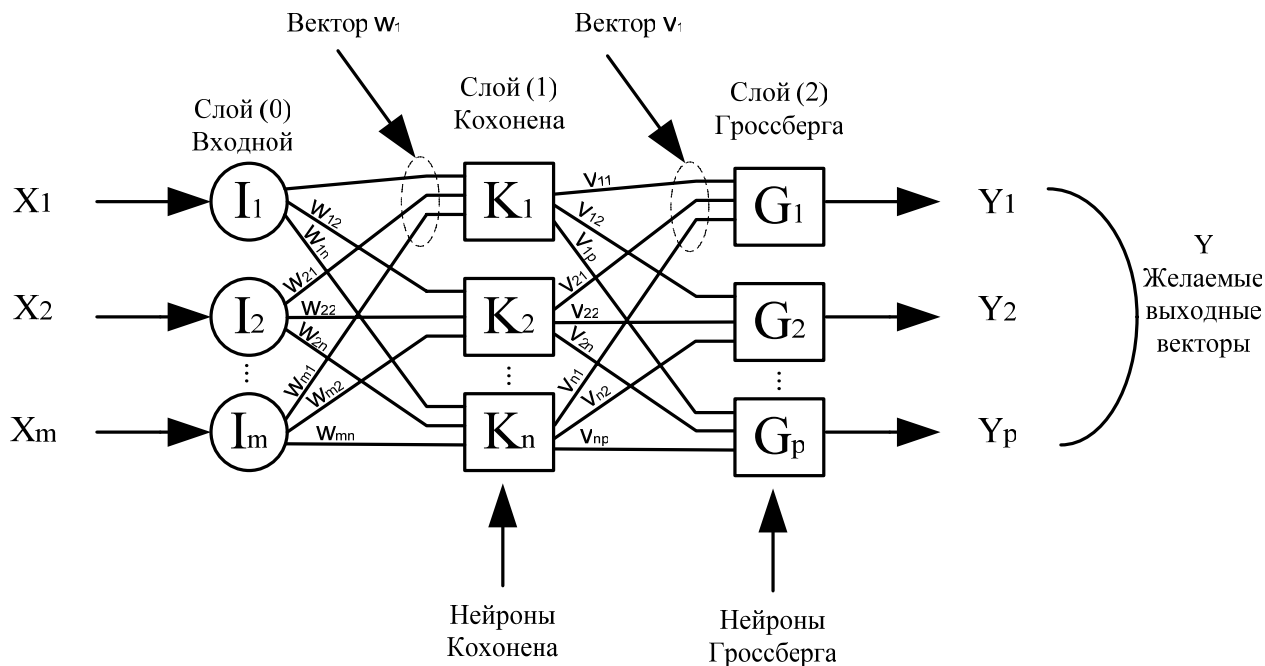 Вектор w₁
Вектор v₁
Слой (0)
Входной
Слой (1)
Кохонена
Слой (2)
Гроссберга
X1
I1
w12
w1n
K1
v11
v12
v1p
G1
Y1
X2
I2
w21
w22
w2n
K2
v21
v22
v2n
G2
Y2
Y
Желаемые
выходные
векторы
Xm
Im
wm1
wm2
wmn
Kn
vn1
vn2
vnp
Gp
Yp
Нейроны
Кохонена
Нейроны
Гроссберга